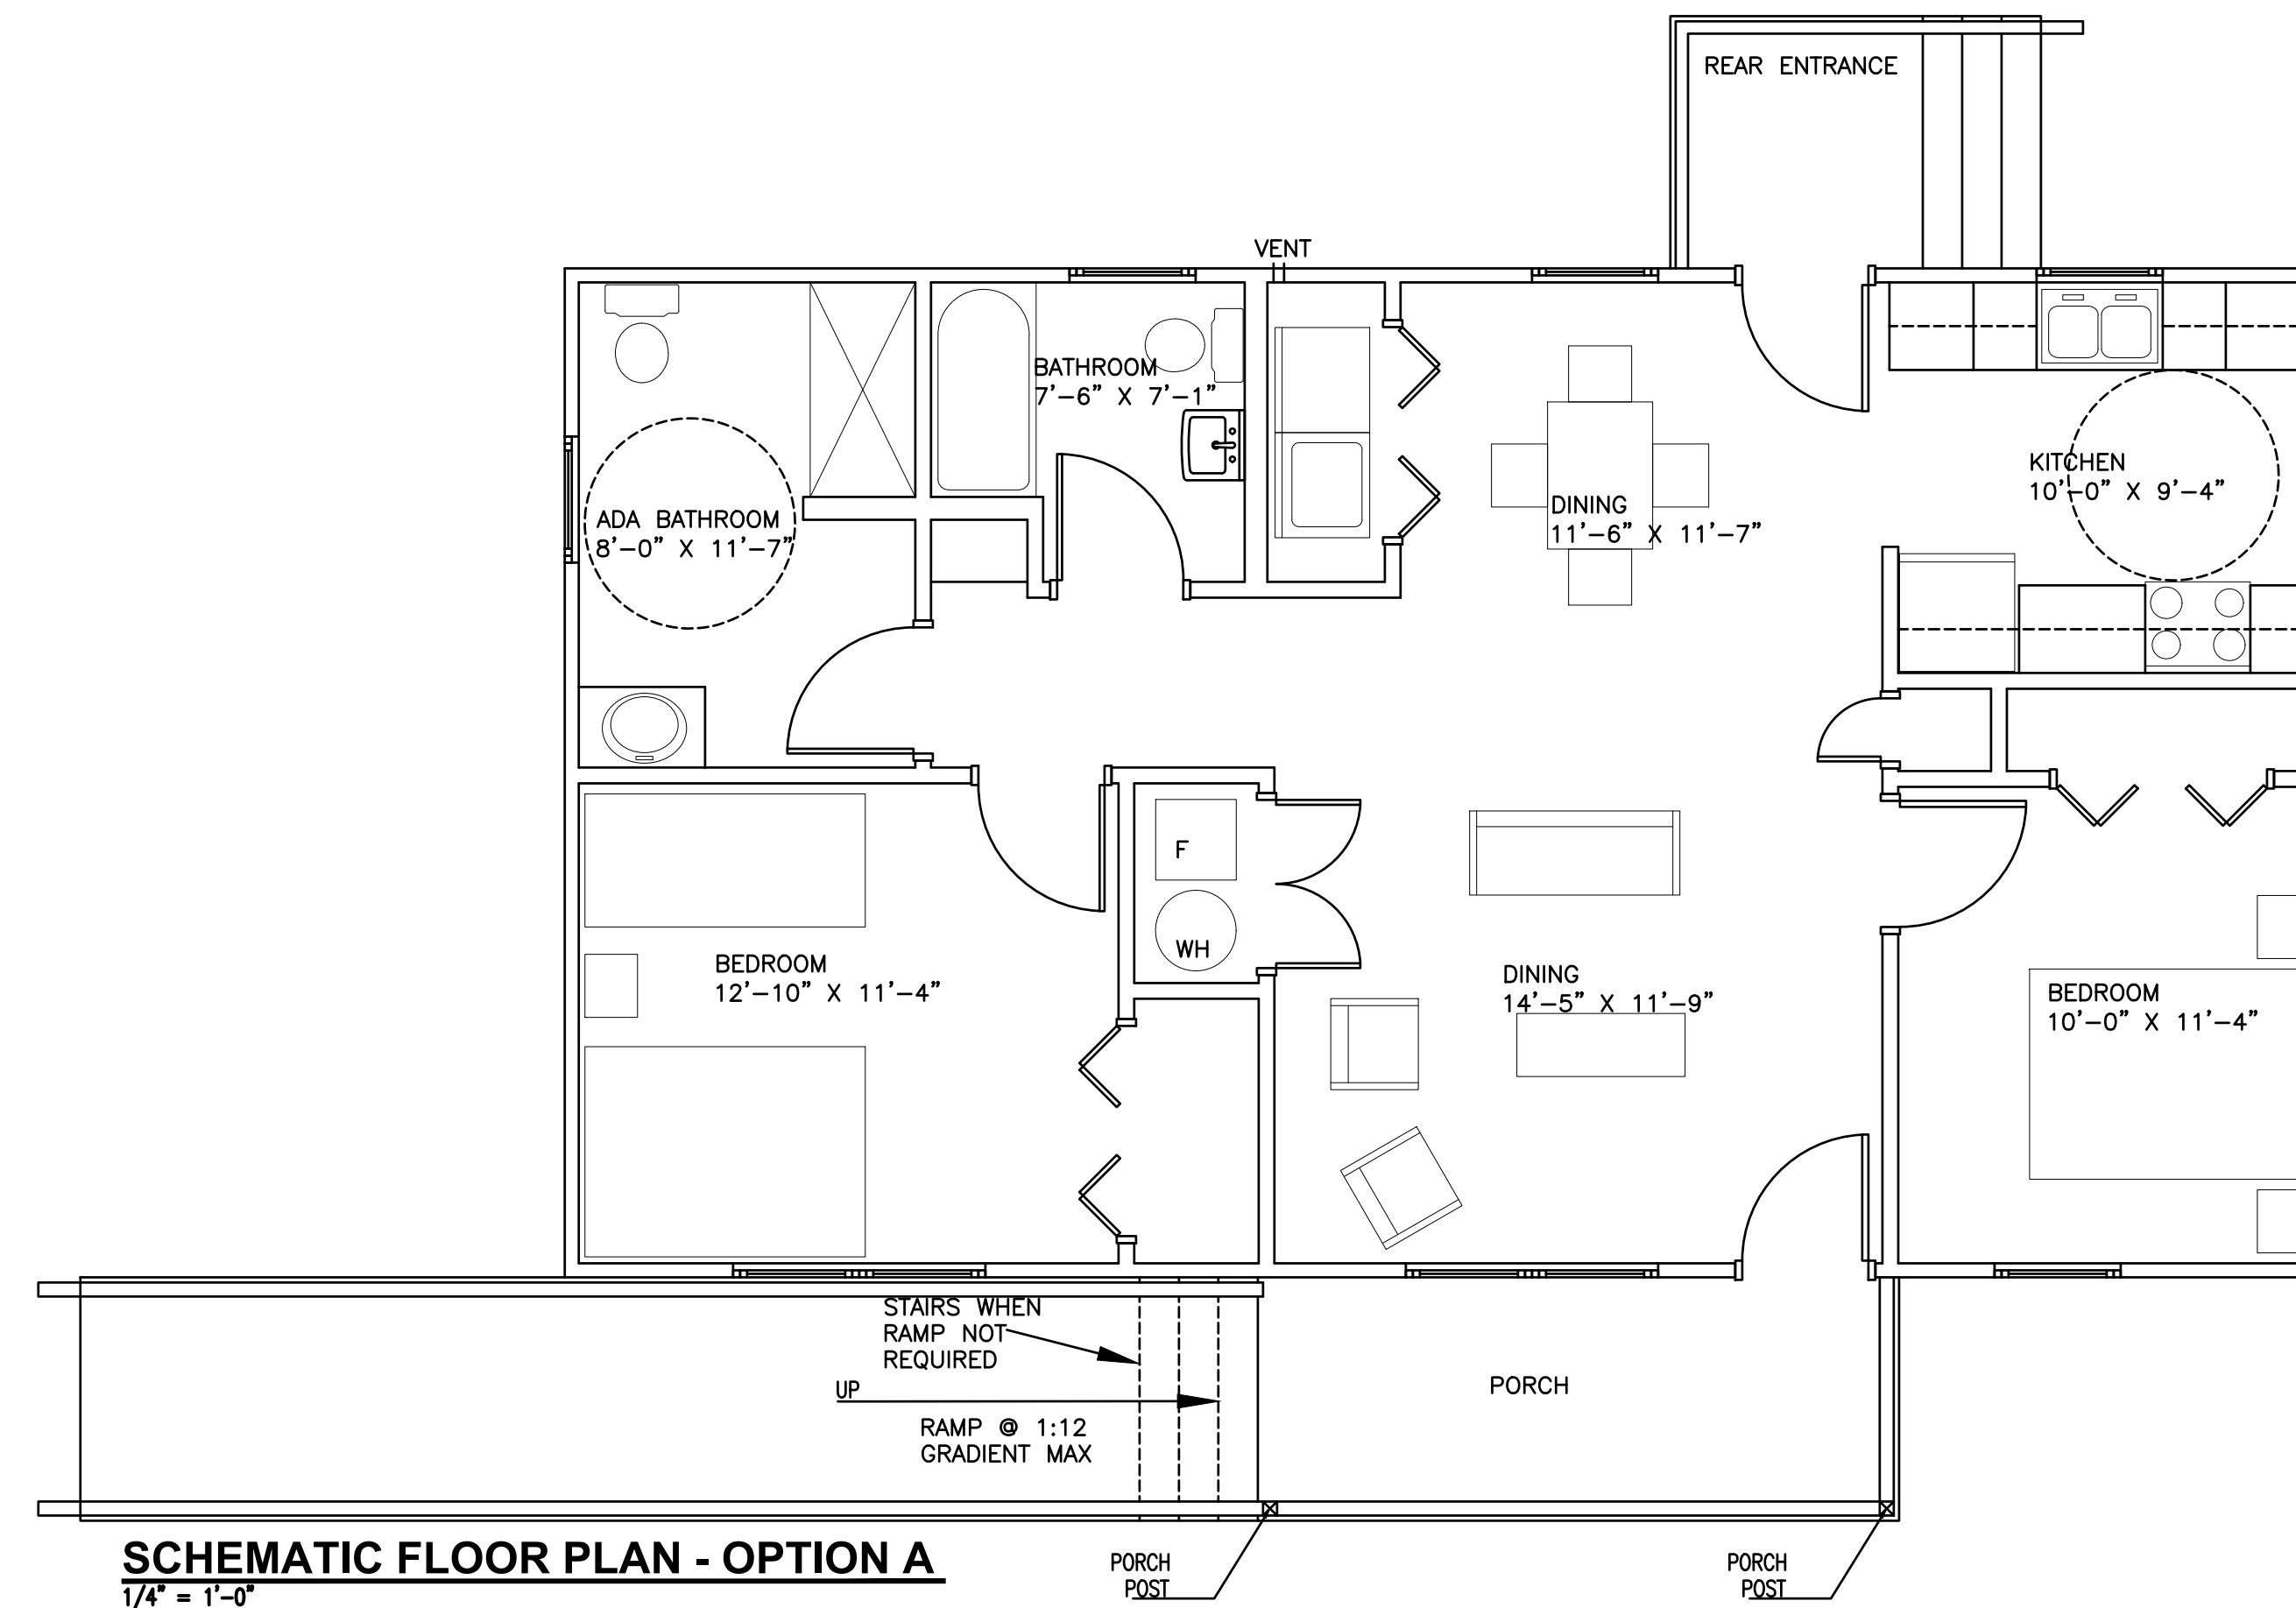 REAR ENTRANCE
VENT
BATHROOM
7'-6" X 7'-1"
KITCHEN
10'-0" X 9'-4"
DINING
11'-6" X 11'-7"
ADA BATHROOM
8'-0" X 11'-7"
F
WH
BEDROOM
12'-10" X 11'-4"
DINING
14'-5" X 11'-9"
BEDROOM
10'-0" X 11'-4"
STAIRS WHEN
RAMP NOT
REQUIRED
UP
RAMP @ 1:12
GRADIENT MAX
PORCH
PORCH
POST
PORCH
POST
SCHEMATIC FLOOR PLAN - OPTION A
1/4" = 1'-0"